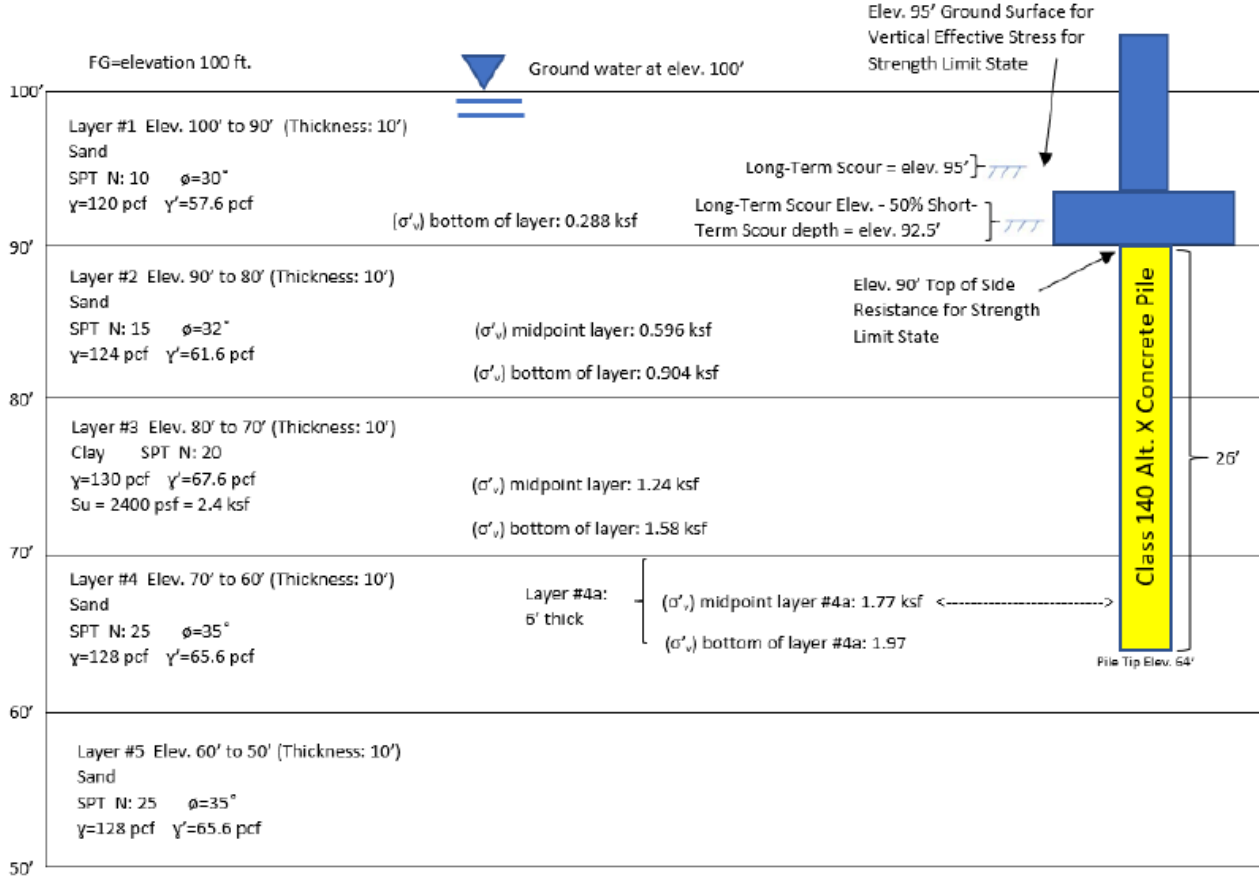 Elev. 95' Ground Surface for
Vertical Effective Stress for
Strength Limit State
FG=elevation 100 ft.
Ground water at elev. 100'
100'
Layer #1 Elev. 100' to 90' (Thickness: 10')
Sand
SPT N: 10 ø=30˚
γ=120 pcf γ'=57.6 pcf
(σ'ᵥ) bottom of layer: 0.288 ksf
Long-Term Scour = elev. 95'
Long-Term Scour Elev. - 50% Short-
Term Scour depth = elev. 92.5'
90'
Layer #2 Elev. 90' to 80' (Thickness: 10')
Sand
SPT N: 15 ø=32˚
γ=124 pcf γ'=61.6 pcf
(σ'ᵥ) midpoint layer: 0.596 ksf
(σ'ᵥ) bottom of layer: 0.904 ksf
Elev. 90' Top of Side
Resistance for Strength
Limit State
Class 140 Alt. X Concrete Pile
26'
80'
Layer #3 Elev. 80' to 70' (Thickness: 10')
Clay SPT N: 20
γ=130 pcf γ'=67.6 pcf
Su = 2400 psf = 2.4 ksf
(σ'ᵥ) midpoint layer: 1.24 ksf
(σ'ᵥ) bottom of layer: 1.58 ksf
70'
Layer #4 Elev. 70' to 60' (Thickness: 10')
Sand
SPT N: 25 ø=35˚
γ=128 pcf γ'=65.6 pcf
Layer #4a:
6' thick
(σ'ᵥ) midpoint layer #4a: 1.77 ksf
(σ'ᵥ) bottom of layer #4a: 1.97
Pile Tip Elev. 64'
60'
Layer #5 Elev. 60' to 50' (Thickness: 10')
Sand
SPT N: 25 ø=35˚
γ=128 pcf γ'=65.6 pcf
50'